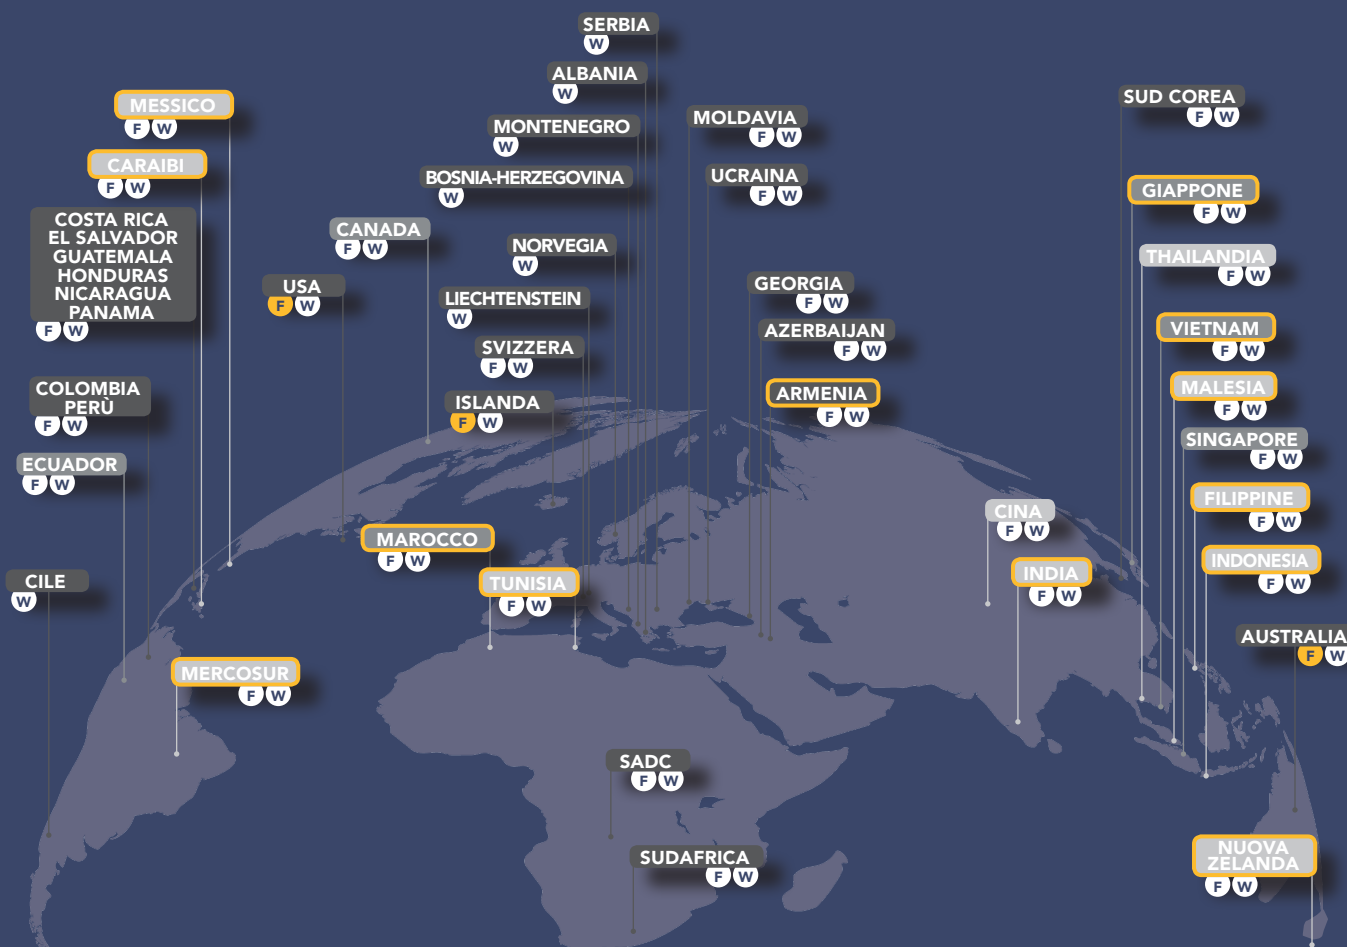 SERBIA
W
ALBANIA
W
MESSICO
F W
MONTENEGRO
W
MOLDAVIA
F W
SUD COREA
F W
CARAIBI
F W
BOSNIA-HERZEGOVINA
W
UCRAINA
F W
GIAPPONE
F W
COSTA RICA
EL SALVADOR
GUATEMALA
HONDURAS
NICARAGUA
PANAMA
F W
CANADA
F W
NORVEGIA
W
THAILANDIA
F W
USA
F W
LIECHTENSTEIN
W
GEORGIA
F W
SVIZZERA
F W
AZERBAIJAN
F W
VIETNAM
F W
COLOMBIA
PERÙ
F W
ISLANDA
F W
ARMENIA
F W
MALESIA
F W
ECUADOR
F W
SINGAPORE
F W
FILIPPINE
F W
CINA
F W
MAROCCO
F W
INDONESIA
F W
CILE
W
TUNISIA
F W
INDIA
F W
AUSTRALIA
F W
MERCOSUR
F W
SADC
F W
SUDAFRICA
F W
NUOVA
ZELANDA
F W